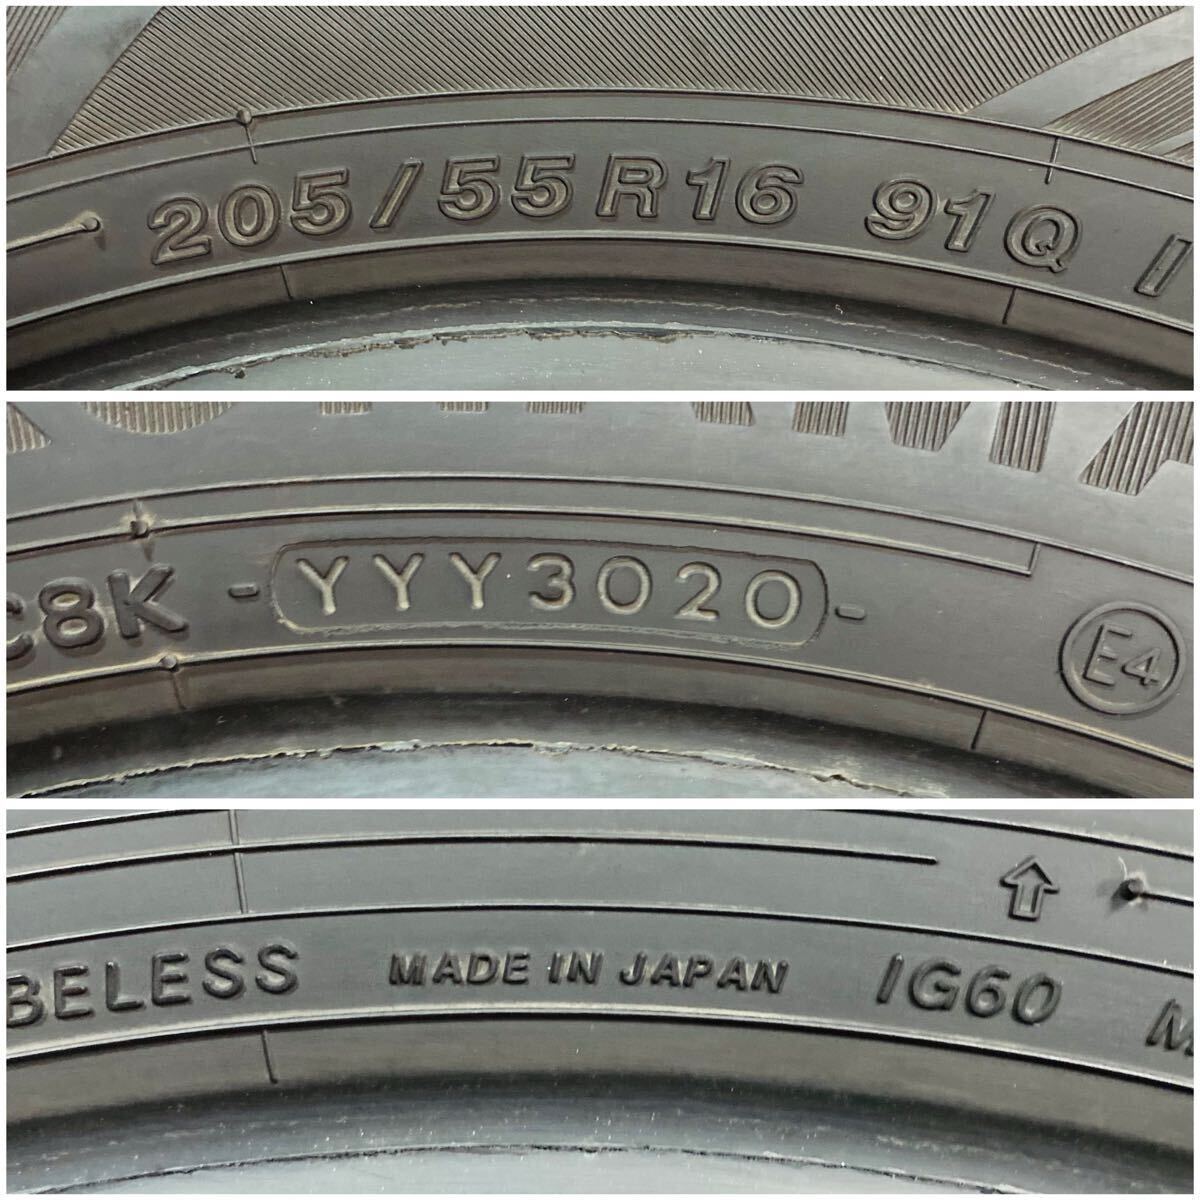 205/55R16 91Q
C8K -YYY3020- E4
BELESS MADE IN JAPAN IG60 M